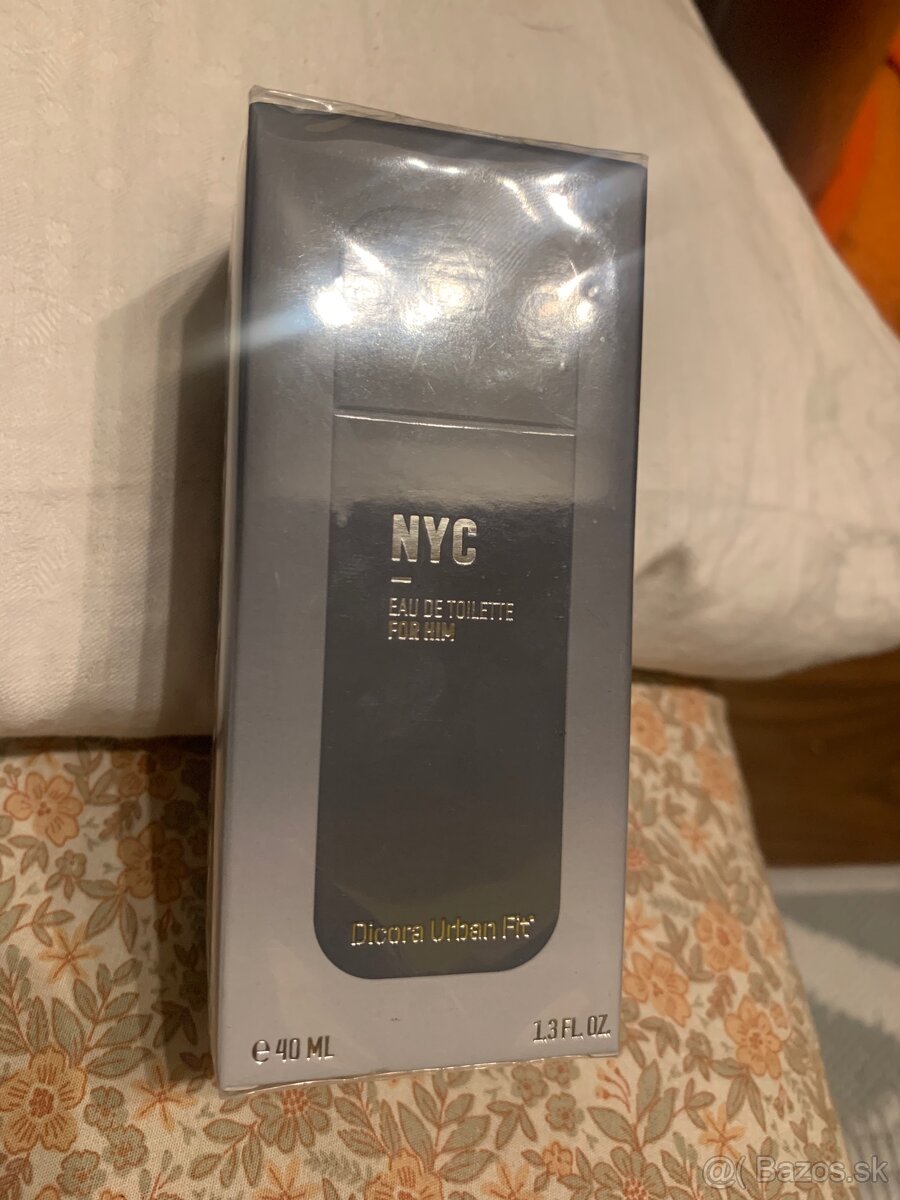 NYC
EAU DE TOILETTE
FOR HIM
Dicora Urban Fit®
e 40 ML
1.3 FL. OZ.
@( Bazos.sk